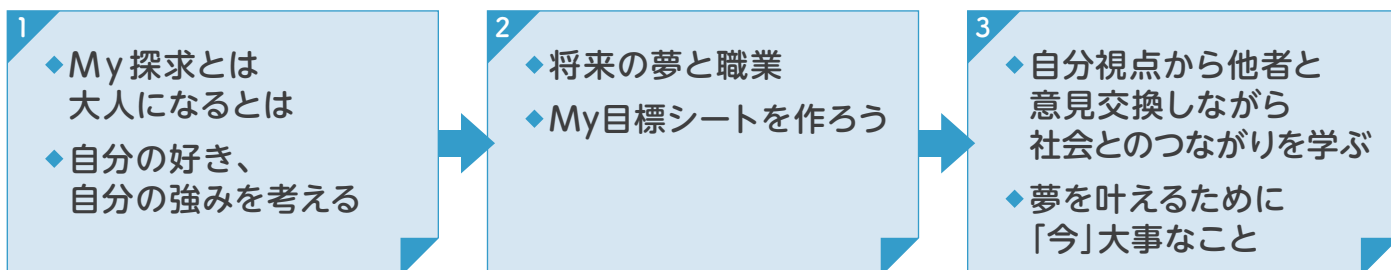 1
◆My探求とは
大人になるとは
◆自分の好き、
自分の強みを考える
2
◆将来の夢と職業
◆My目標シートを作ろう
3
◆自分視点から他者と
意見交換しながら
社会とのつながりを学ぶ
◆夢を叶えるために
「今」大事なこと